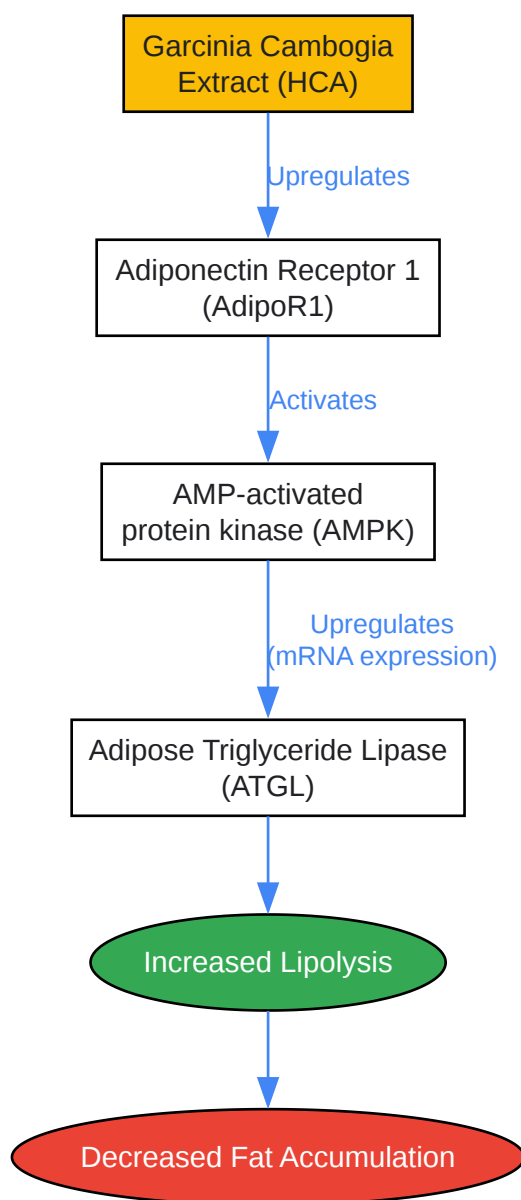 Garcinia Cambogia
Extract (HCA)
Upregulates
Adiponectin Receptor 1
(AdipoR1)
Activates
AMP-activated
protein kinase (AMPK)
Upregulates
(mRNA expression)
Adipose Triglyceride Lipase
(ATGL)
Increased Lipolysis
Decreased Fat Accumulation